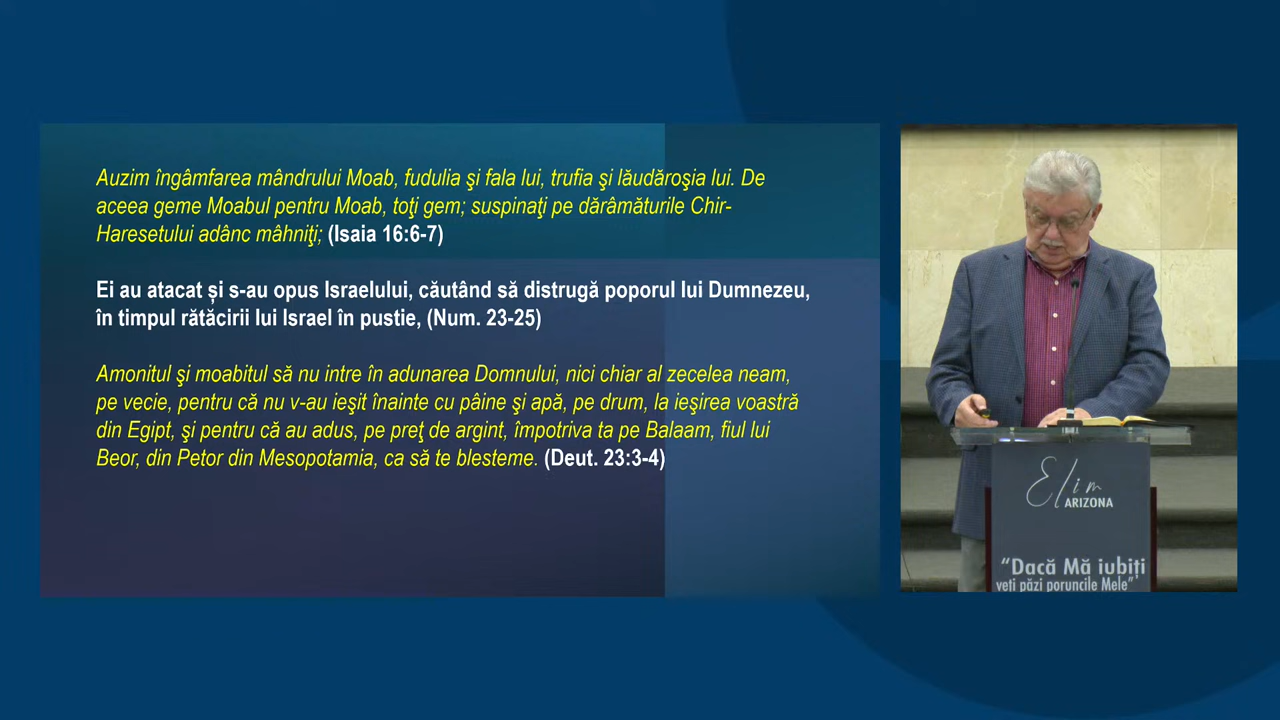 Auzim îngâmfarea mândrului Moab, fudulia şi fala lui, trufia şi lăudăroşia lui. De
aceea geme Moabul pentru Moab, toţi gem; suspinaţi pe dărâmăturile Chir-
Haresetului adânc mâhniţi; (Isaia 16:6-7)
Ei au atacat și s-au opus Israelului, căutând să distrugă poporul lui Dumnezeu,
în timpul rătăcirii lui Israel în pustie, (Num. 23-25)
Amonitul şi moabitul să nu intre în adunarea Domnului, nici chiar al zecelea neam,
pe vecie, pentru că nu v-au ieşit înainte cu pâine şi apă, pe drum, la ieşirea voastră
din Egipt, şi pentru că au adus, pe preţ de argint, împotriva ta pe Balaam, fiul lui
Beor, din Petor din Mesopotamia, ca să te blesteme. (Deut. 23:3-4)
Elim
ARIZONA
“Dacă Mă iubiți
veti păzi poruncile Mele”